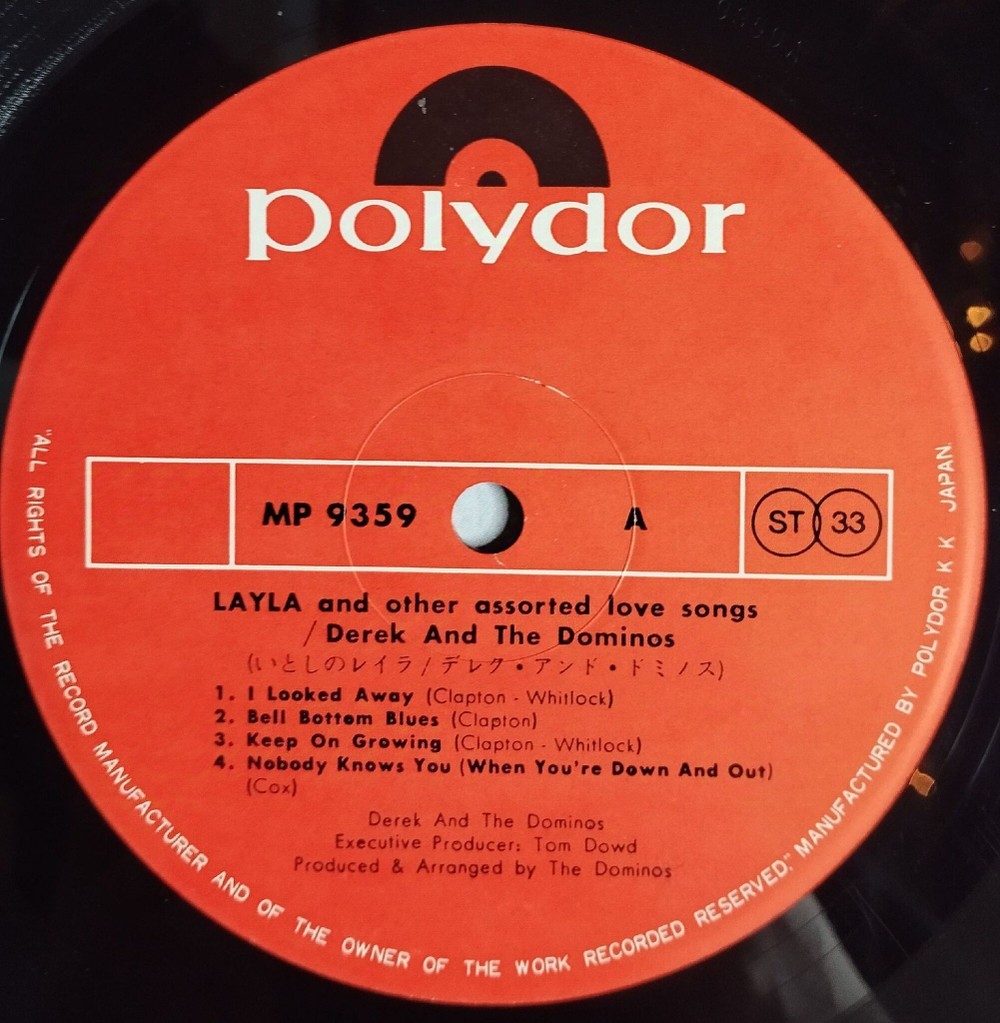 polydor
MP 9359
A
ST 33
LAYLA and other assorted love songs
/ Derek And The Dominos
(いとしのレイラ / デレク・アンド・ドミノス)
1. I Looked Away (Clapton - Whitlock)
2. Bell Bottom Blues (Clapton)
3. Keep On Growing (Clapton - Whitlock)
4. Nobody Knows You (When You're Down And Out)
(Cox)
Derek And The Dominos
Executive Producer: Tom Dowd
Produced & Arranged by The Dominos
"ALL RIGHTS OF THE RECORD MANUFACTURER AND OF THE OWNER OF THE WORK RECORDED RESERVED." MANUFACTURED BY POLYDOR K K JAPAN.